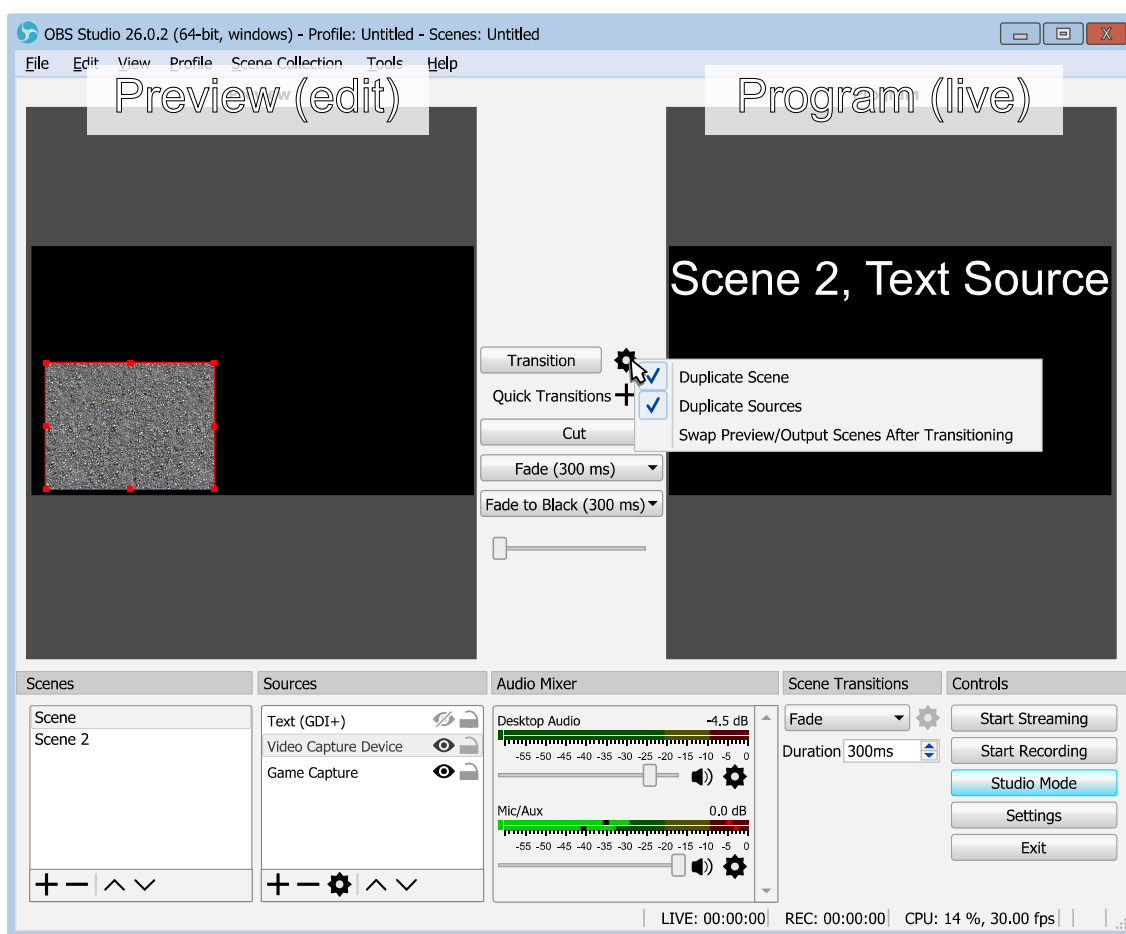 OBS Studio 26.0.2 (64-bit, windows) - Profile: Untitled - Scenes: Untitled
File Edit View Profile Scene Collection Tools Help
Preview (edit)
Program (live)
Scene 2, Text Source
Transition
Duplicate Scene
Duplicate Sources
Swap Preview/Output Scenes After Transitioning
Quick Transitions
Cut
Fade (300 ms)
Fade to Black (300 ms)
Scenes
Scene
Scene 2
Sources
Text (GDI+)
Video Capture Device
Game Capture
Audio Mixer
Desktop Audio -4.5 dB
-55 -50 -45 -40 -35 -30 -25 -20 -15 -10 -5 0
Mic/Aux 0.0 dB
-55 -50 -45 -40 -35 -30 -25 -20 -15 -10 -5 0
Scene Transitions
Fade
Duration 300ms
Controls
Start Streaming
Start Recording
Studio Mode
Settings
Exit
LIVE: 00:00:00 REC: 00:00:00 CPU: 14 %, 30.00 fps